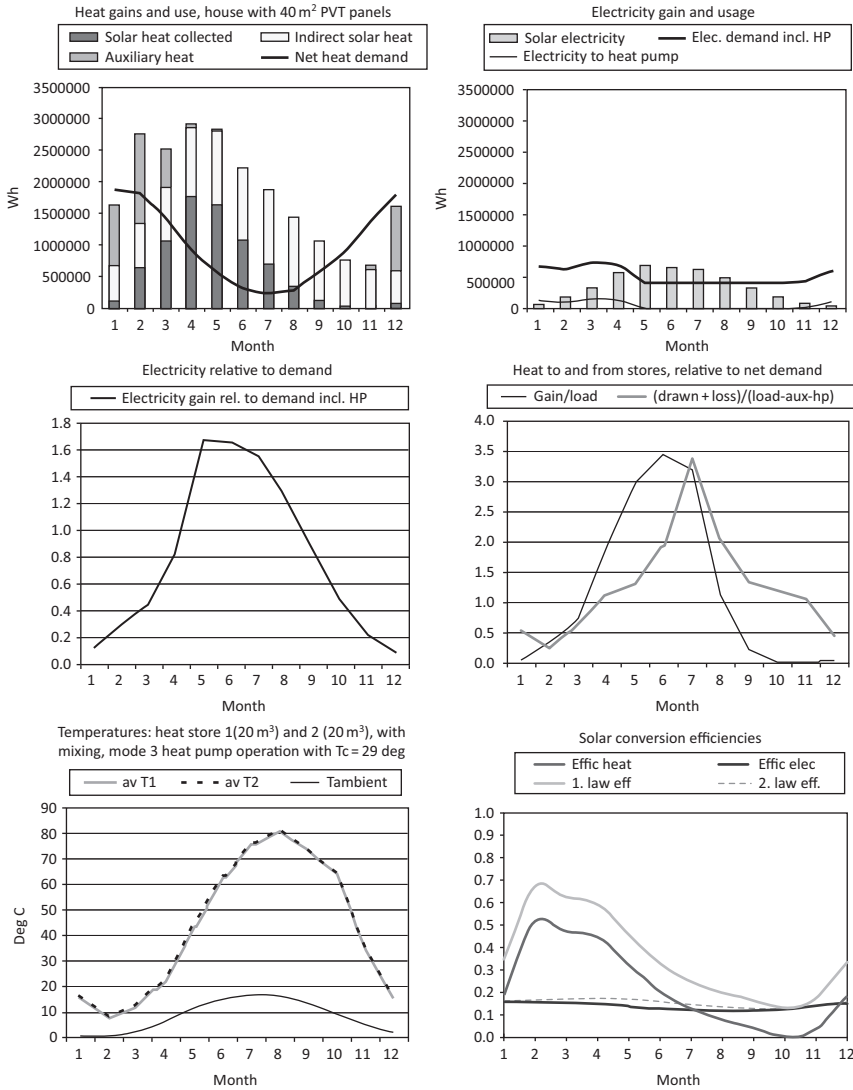 Heat gains and use, house with 40 m² PVT panels
Solar heat collected
Indirect solar heat
Auxiliary heat
Net heat demand
3500000
3000000
2500000
2000000
1500000
1000000
500000
0
Wh
1 2 3 4 5 6 7 8 9 10 11 12
Month
Electricity gain and usage
Solar electricity
Elec. demand incl. HP
Electricity to heat pump
3500000
3000000
2500000
2000000
1500000
1000000
500000
0
1 2 3 4 5 6 7 8 9 10 11 12
Month
Electricity relative to demand
Electricity gain rel. to demand incl. HP
1.8
1.6
1.4
1.2
1.0
0.8
0.6
0.4
0.2
0.0
1 2 3 4 5 6 7 8 9 10 11 12
Month
Heat to and from stores, relative to net demand
Gain/load
(drawn + loss)/(load-aux-hp)
4.0
3.5
3.0
2.5
2.0
1.5
1.0
0.5
0.0
1 2 3 4 5 6 7 8 9 10 11 12
Month
Temperatures: heat store 1(20 m³) and 2 (20 m³), with
mixing, mode 3 heat pump operation with Tc = 29 deg
av T1
av T2
Tambient
90
80
70
60
50
40
30
20
10
0
Deg C
1 2 3 4 5 6 7 8 9 10 11 12
Month
Solar conversion efficiencies
Effic heat
Effic elec
1. law eff
2. law eff.
1.0
0.9
0.8
0.7
0.6
0.5
0.4
0.3
0.2
0.1
0.0
1 2 3 4 5 6 7 8 9 10 11 12
Month